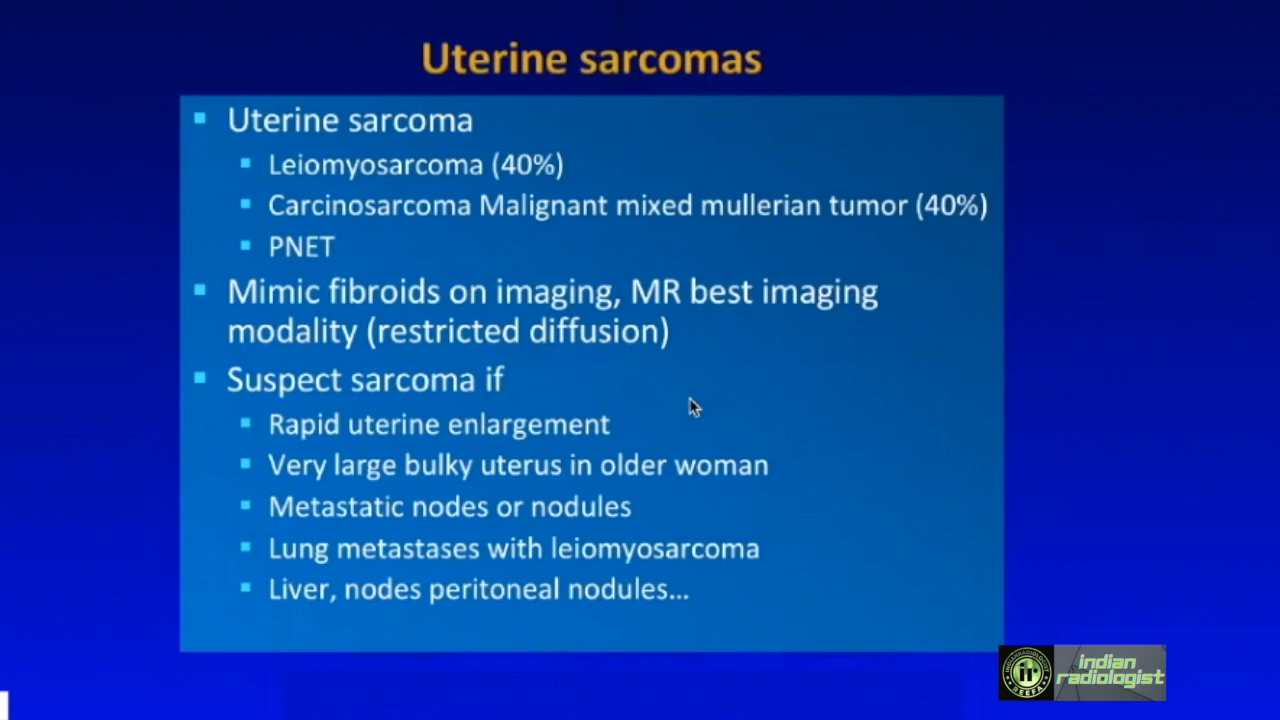 Uterine sarcomas
Uterine sarcoma
Leiomyosarcoma (40%)
Carcinosarcoma Malignant mixed mullerian tumor (40%)
PNET
Mimic fibroids on imaging, MR best imaging
modality (restricted diffusion)
Suspect sarcoma if
Rapid uterine enlargement
Very large bulky uterus in older woman
Metastatic nodes or nodules
Lung metastases with leiomyosarcoma
Liver, nodes peritoneal nodules...
indian
radiologist